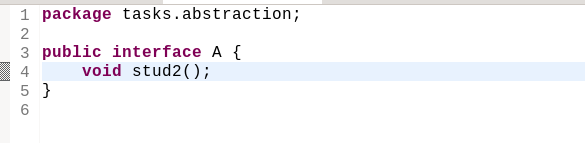 1 package tasks.abstraction;
2
3 public interface A {
4     void stud2();
5 }
6